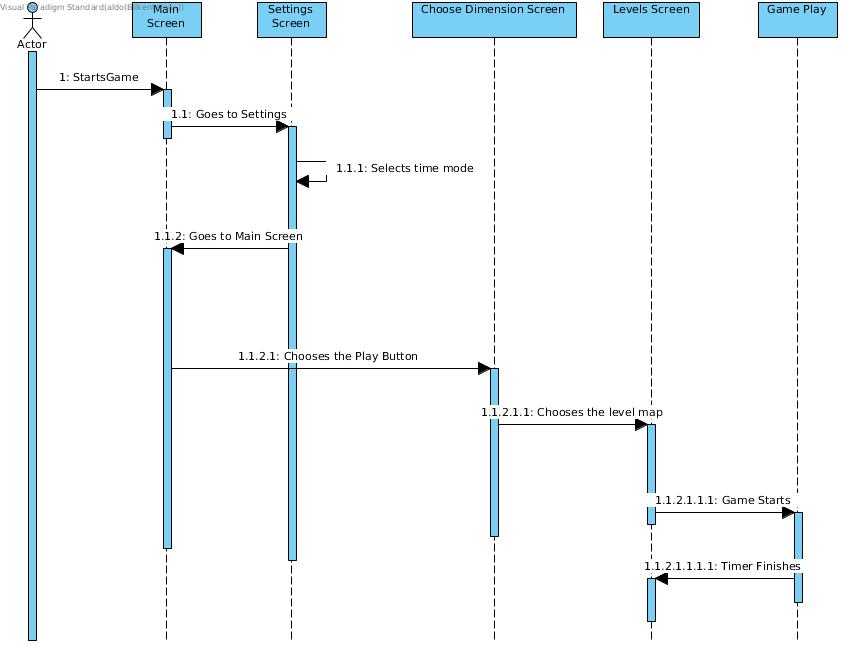 Visual Paradigm Standard(aldo(Bilkent
Main
Screen
Settings
Screen
Choose Dimension Screen
Levels Screen
Game Play
Actor
1: StartsGame
1.1: Goes to Settings
1.1.1: Selects time mode
1.1.2: Goes to Main Screen
1.1.2.1: Chooses the Play Button
1.1.2.1.1: Chooses the level map
1.1.2.1.1.1: Game Starts
1.1.2.1.1.1.1: Timer Finishes